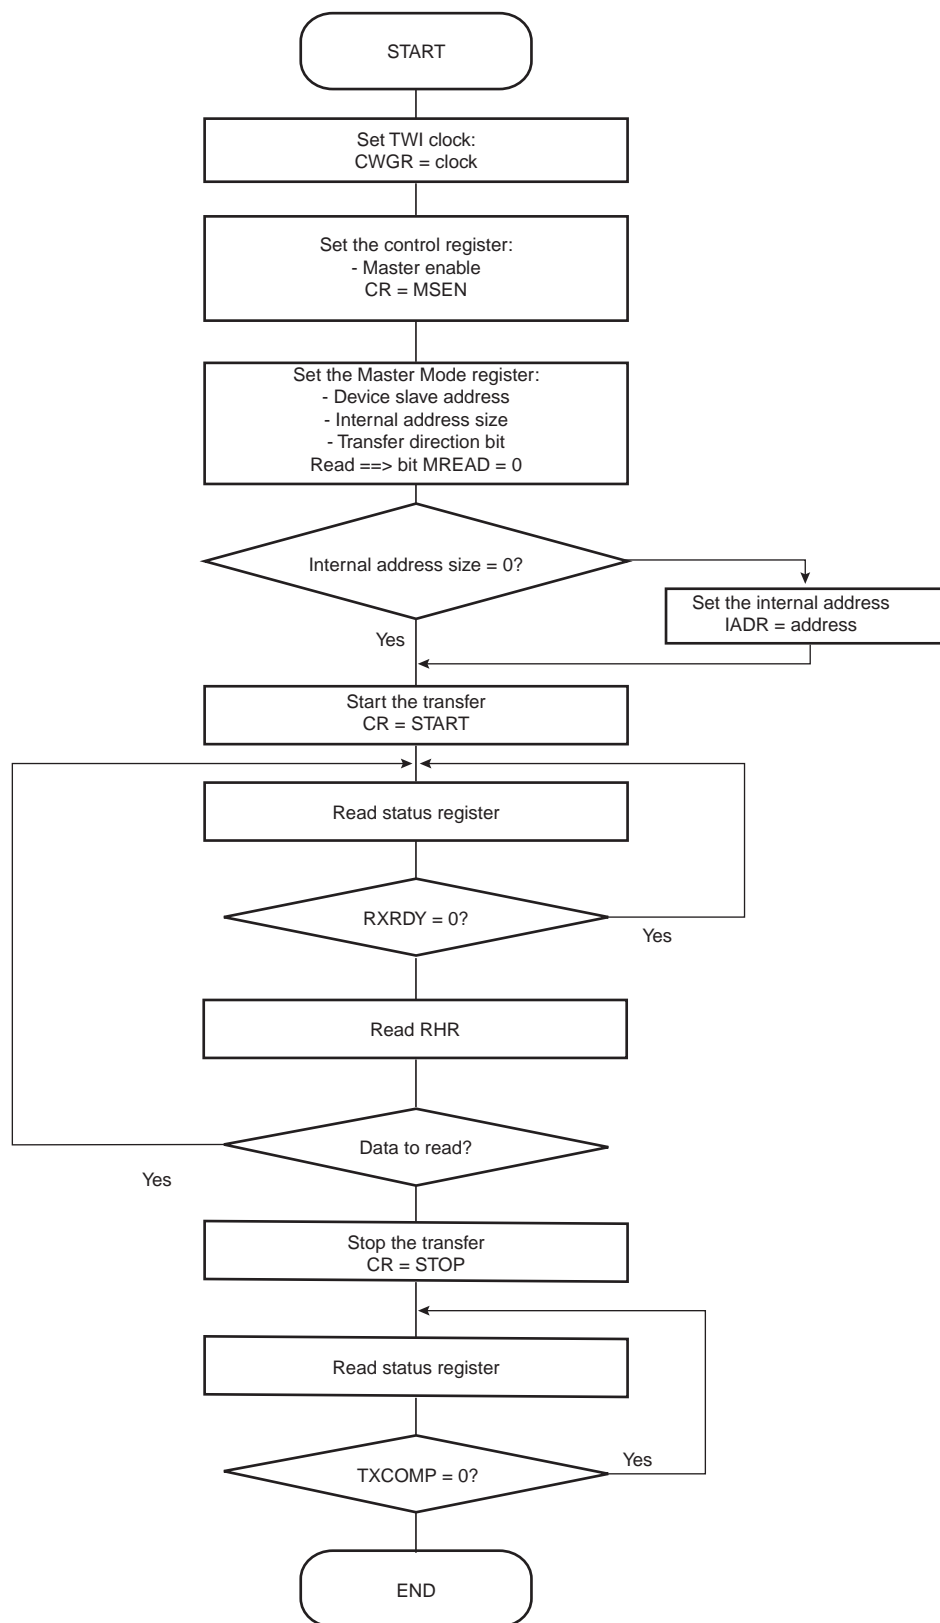 START
Set TWI clock:
CWGR = clock
Set the control register:
- Master enable
CR = MSEN
Set the Master Mode register:
- Device slave address
- Internal address size
- Transfer direction bit
Read ==> bit MREAD = 0
Internal address size = 0?
Set the internal address
IADR = address
Yes
Start the transfer
CR = START
Read status register
RXRDY = 0?
Yes
Read RHR
Data to read?
Yes
Stop the transfer
CR = STOP
Read status register
TXCOMP = 0?
Yes
END